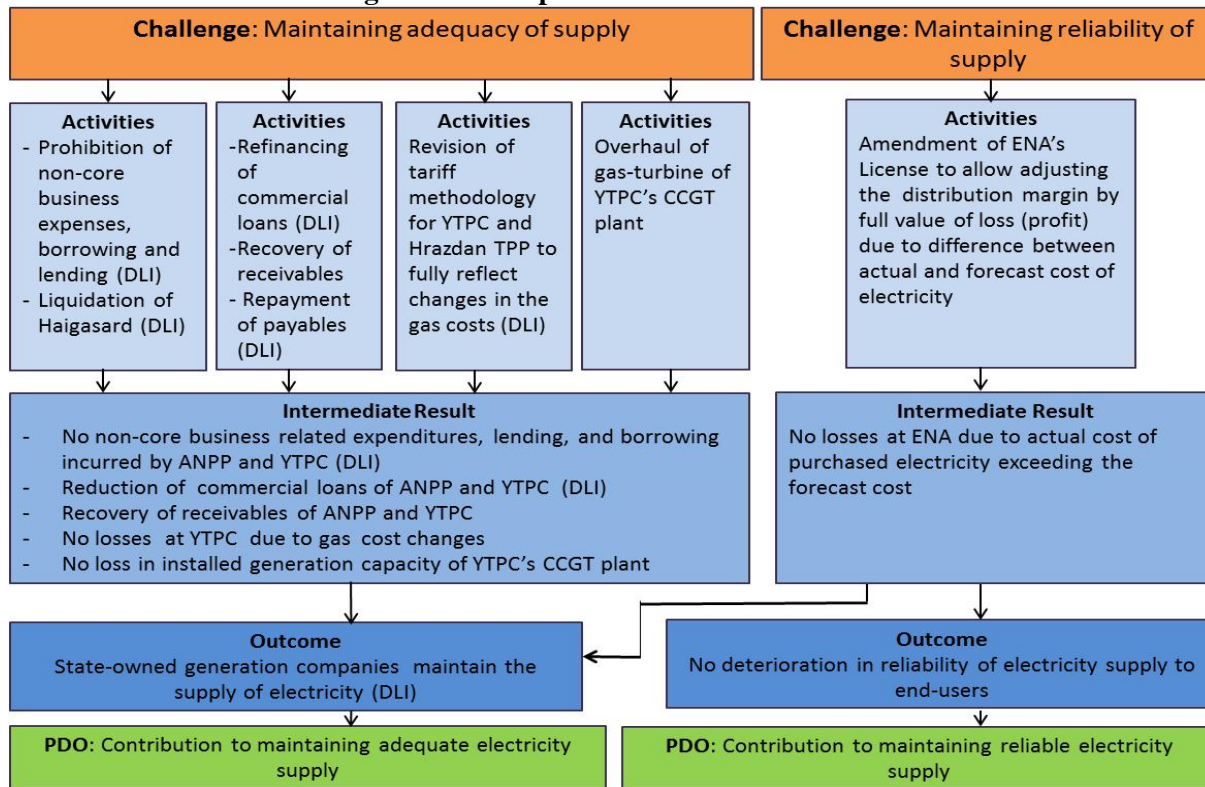 Challenge: Maintaining adequacy of supply
Challenge: Maintaining reliability of
supply
Activities
- Prohibition of
non-core
business
expenses,
borrowing and
lending (DLI)
- Liquidation of
Haigasard (DLI)
Activities
-Refinancing
of
commercial
loans (DLI)
-Recovery of
receivables
- Repayment
of payables
(DLI)
Activities
Revision of
tariff
methodology
for YTPC and
Hrazdan TPP to
fully reflect
changes in the
gas costs (DLI)
Activities
Overhaul of
gas-turbine of
YTPC's CCGT
plant
Activities
Amendment of ENA's
License to allow adjusting
the distribution margin by
full value of loss (profit)
due to difference between
actual and forecast cost of
electricity
Intermediate Result
- No non-core business related expenditures, lending, and borrowing
incurred by ANPP and YTPC (DLI)
- Reduction of commercial loans of ANPP and YTPC (DLI)
- Recovery of receivables of ANPP and YTPC
- No losses at YTPC due to gas cost changes
- No loss in installed generation capacity of YTPC's CCGT plant
Intermediate Result
No losses at ENA due to actual cost of
purchased electricity exceeding the
forecast cost
Outcome
State-owned generation companies maintain the
supply of electricity (DLI)
Outcome
No deterioration in reliability of electricity supply to
end-users
PDO: Contribution to maintaining adequate electricity
supply
PDO: Contribution to maintaining reliable electricity
supply